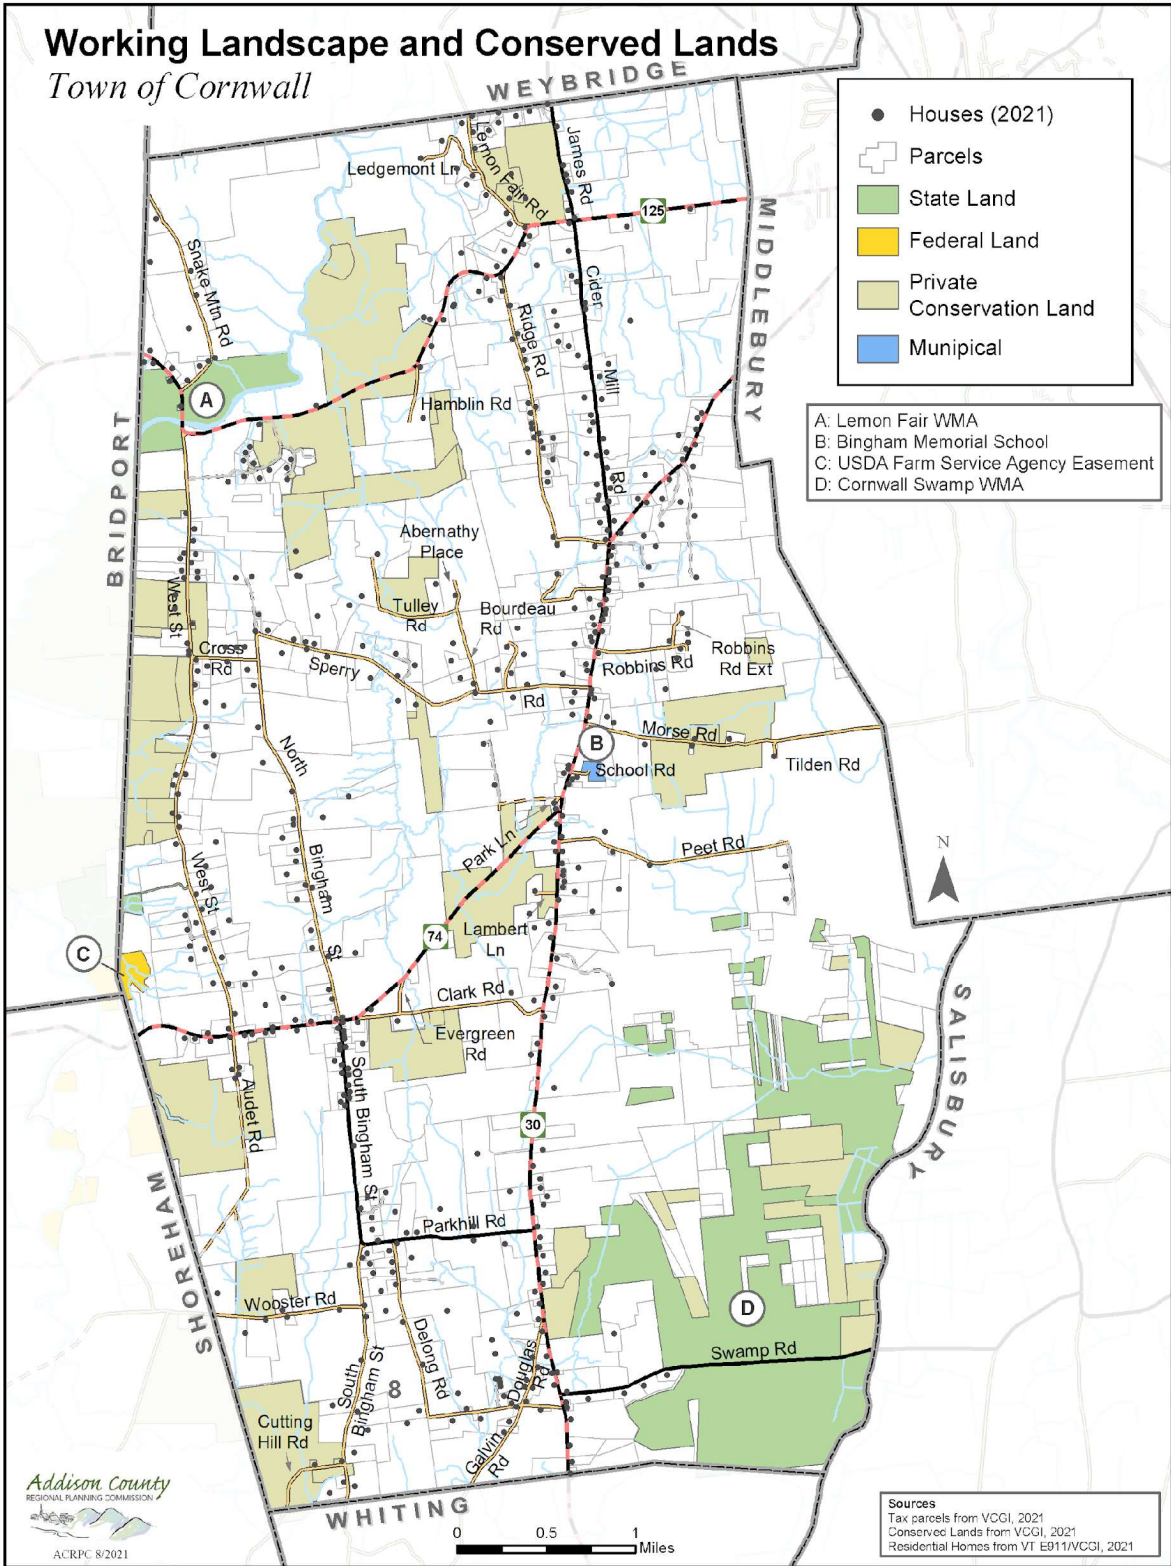 Working Landscape and Conserved Lands
Town of Cornwall
WEYBRIDGE
Houses (2021)
Parcels
State Land
Federal Land
Private
Conservation Land
Munipical
A: Lemon Fair WMA
B: Bingham Memorial School
C: USDA Farm Service Agency Easement
D: Cornwall Swamp WMA
MIDDLEBURY
BRIDPORT
SALISBURY
SHOREHAM
WHITING
Ledgemont Ln
Lemon Fair Rd
James Rd
125
Snake Mtn Rd
Cider
Mill
Rd
Ridge Rd
A
Hamblin Rd
Abernathy
Place
Tulley
Rd
Bourdeau
Rd
West St
Cross
Rd
Sperry
Rd
Robbins Rd
Robbins
Rd Ext
North
Bingham
St
B
Morse Rd
School Rd
Tilden Rd
Park Ln
Peet Rd
N
West St
C
74
Lambert
Ln
Clark Rd
Evergreen
Rd
Audet Rd
South Bingham St
30
Parkhill Rd
Wooster Rd
D
Swamp Rd
Delong Rd
Douglas
Rd
South
Bingham St
8
Cutting
Hill Rd
Galvin
Rd
Addison County
REGIONAL PLANNING COMMISSION
ACRPC 8/2021
0 0.5 1
Miles
Sources
Tax parcels from VCGI, 2021
Conserved Lands from VCGI, 2021
Residential Homes from VT E911/VCGI, 2021